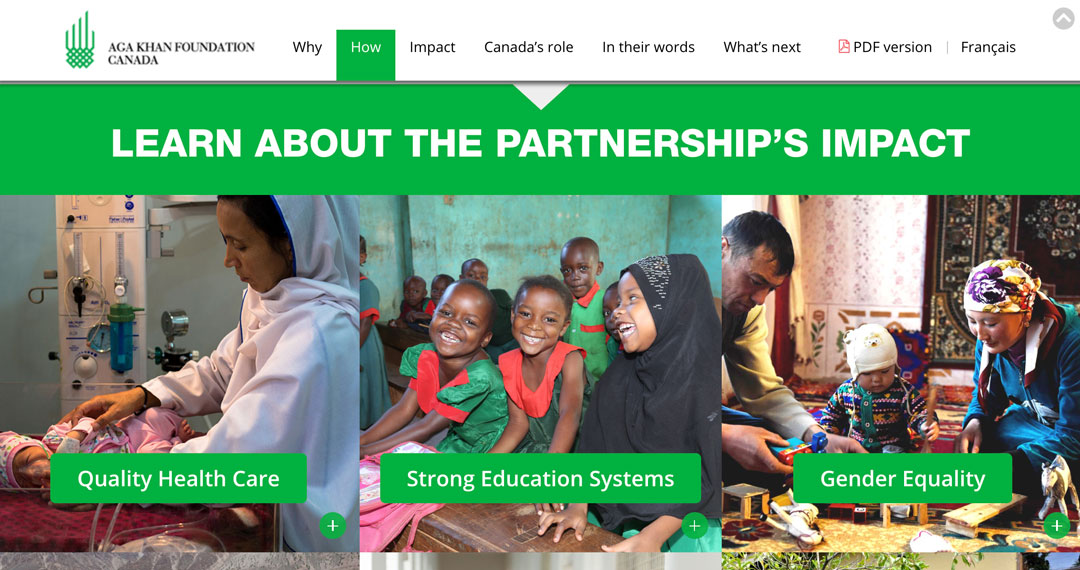 AGA KHAN FOUNDATION
CANADA
Why
How
Impact
Canada’s role
In their words
What’s next
PDF version
Français
LEARN ABOUT THE PARTNERSHIP’S IMPACT
Quality Health Care
Strong Education Systems
Gender Equality